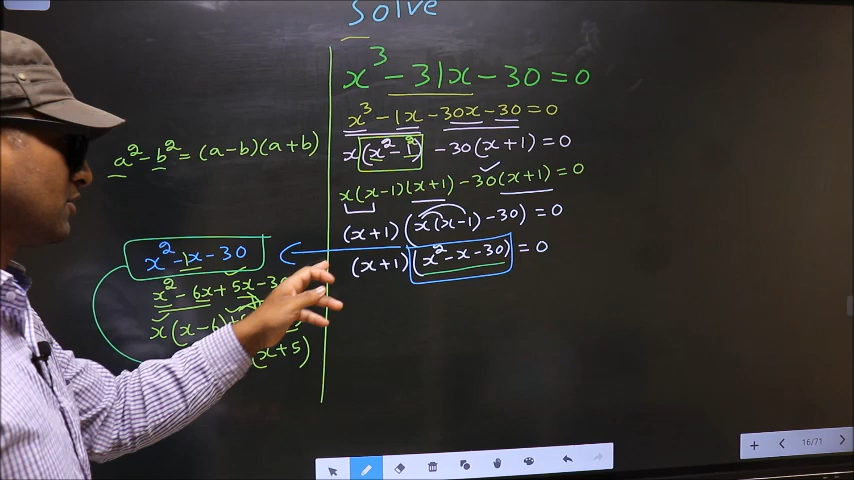 Solve
x³ - 31x - 30 = 0
x³ - 1x - 30x - 30 = 0
x(x² - 1²) - 30(x+1) = 0
x(x-1)(x+1) - 30(x+1) = 0
(x+1)(x(x-1) - 30) = 0
(x+1)(x² - x - 30) = 0
a² - b² = (a-b)(a+b)
x² - 1x - 30
x² - 6x + 5x - 30
x(x-6)
(x+5)
16/71